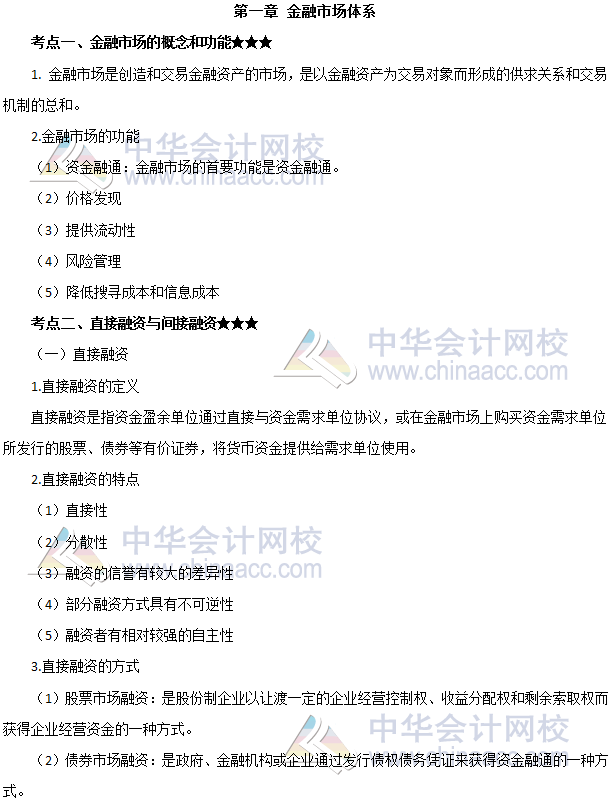 第一章 金融市场体系
考点一、金融市场的概念和功能★★★
1. 金融市场是创造和交易金融资产的市场，是以金融资产为交易对象而形成的供求关系和交易
机制的总和。
2.金融市场的功能
（1）资金融通：金融市场的首要功能是资金融通。
中华会计网校
www.chinaacc.com
（2）价格发现
（3）提供流动性
（4）风险管理
（5）降低搜寻成本和信息成本
考点二、直接融资与间接融资★★★
（一）直接融资
中华会计网校
www.chinaacc.com
1.直接融资的定义
直接融资是指资金盈余单位通过直接与资金需求单位协议，或在金融市场上购买资金需求单位
所发行的股票、债券等有价证券，将货币资金提供给需求单位使用。
2.直接融资的特点
（1）直接性
（2）分散性
中华会计网校
www.chinaacc.com
（3）融资的信誉有较大的差异性
（4）部分融资方式具有不可逆性
（5）融资者有相对较强的自主性
3.直接融资的方式
（1）股票市场融资：是股份制企业以让渡一定的企业经营控制权、收益分配权和剩余索取权而
获得企业经营资金的一种方式。
中华会计网校
www.chinaacc.com
（2）债券市场融资：是政府、金融机构或企业通过发行债权债务凭证来获得资金融通的一种方
式。